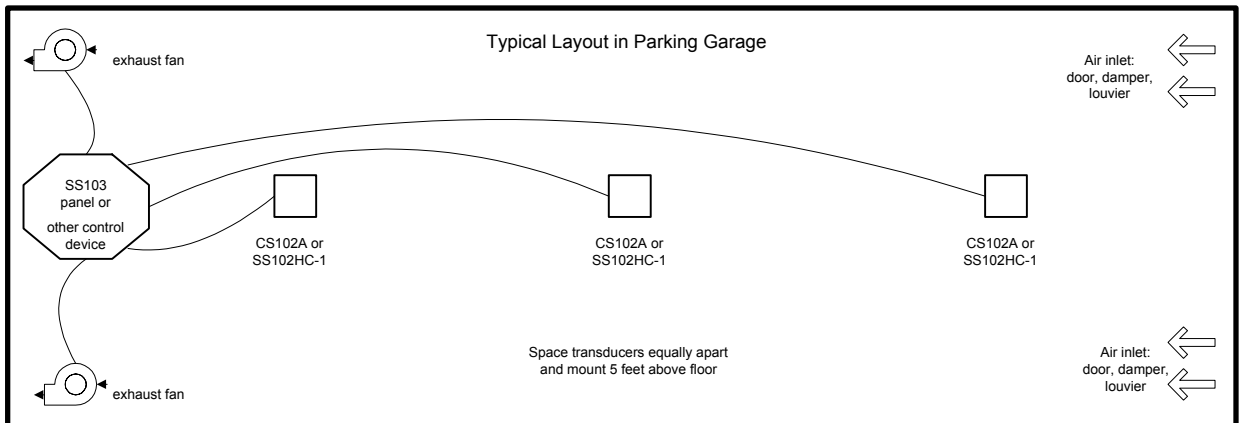 Typical Layout in Parking Garage
exhaust fan
Air inlet:
door, damper,
louvier
SS103
panel or
other control
device
CS102A or
SS102HC-1
CS102A or
SS102HC-1
CS102A or
SS102HC-1
Space transducers equally apart
and mount 5 feet above floor
Air inlet:
door, damper,
louvier
exhaust fan